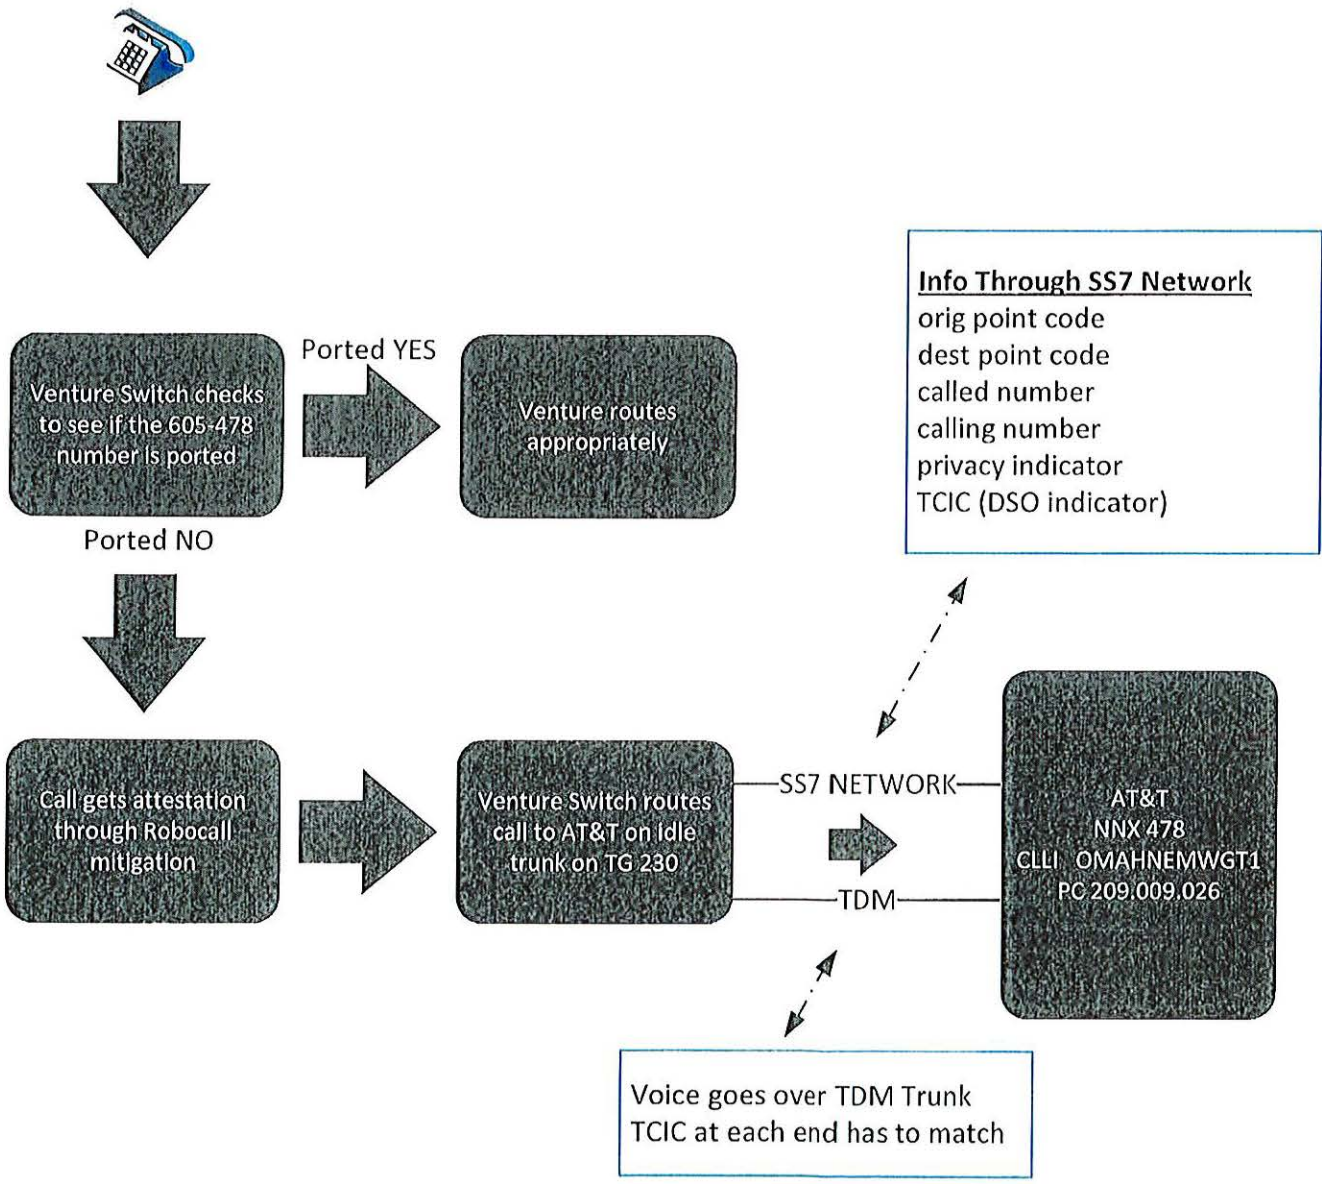 Venture Switch checks
to see if the 605-478
number is ported
Ported YES
Venture routes
appropriately
Ported NO
Info Through SS7 Network
orig point code
dest point code
called number
calling number
privacy indicator
TCIC (DSO indicator)
Call gets attestation
through Robocall
mitigation
Venture Switch routes
call to AT&T on idle
trunk on TG 230
SS7 NETWORK
TDM
AT&T
NNX 478
CLLI OMAHNEMWGT1
PC 209.009.026
Voice goes over TDM Trunk
TCIC at each end has to match